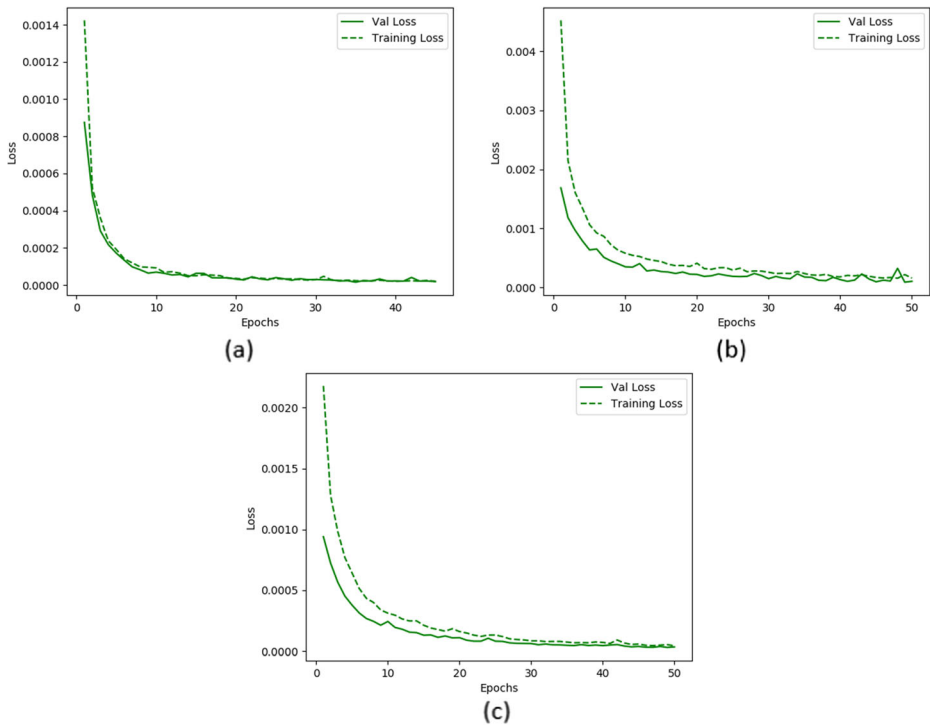 Val Loss
Training Loss
0.0014
0.0012
0.0010
0.0008
0.0006
0.0004
0.0002
0.0000
Loss
0
10
20
30
40
Epochs
(a)
Val Loss
Training Loss
0.004
0.003
0.002
0.001
0.000
Loss
0
10
20
30
40
50
Epochs
(b)
Val Loss
Training Loss
0.0020
0.0015
0.0010
0.0005
0.0000
Loss
0
10
20
30
40
50
Epochs
(c)